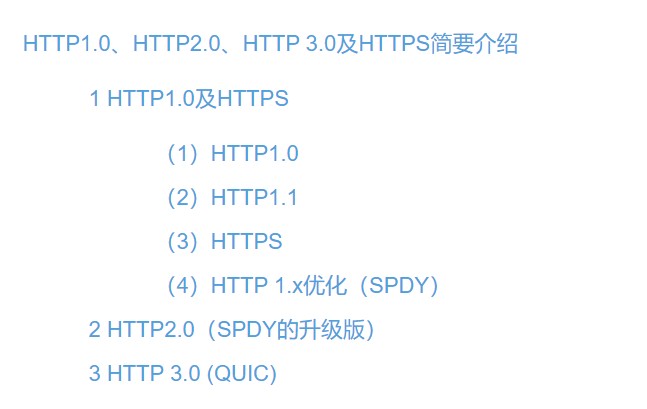 HTTP1.0、HTTP2.0、HTTP 3.0及HTTPS简要介绍
1 HTTP1.0及HTTPS
（1）HTTP1.0
（2）HTTP1.1
（3）HTTPS
（4）HTTP 1.x优化（SPDY）
2 HTTP2.0（SPDY的升级版）
3 HTTP 3.0 (QUIC)